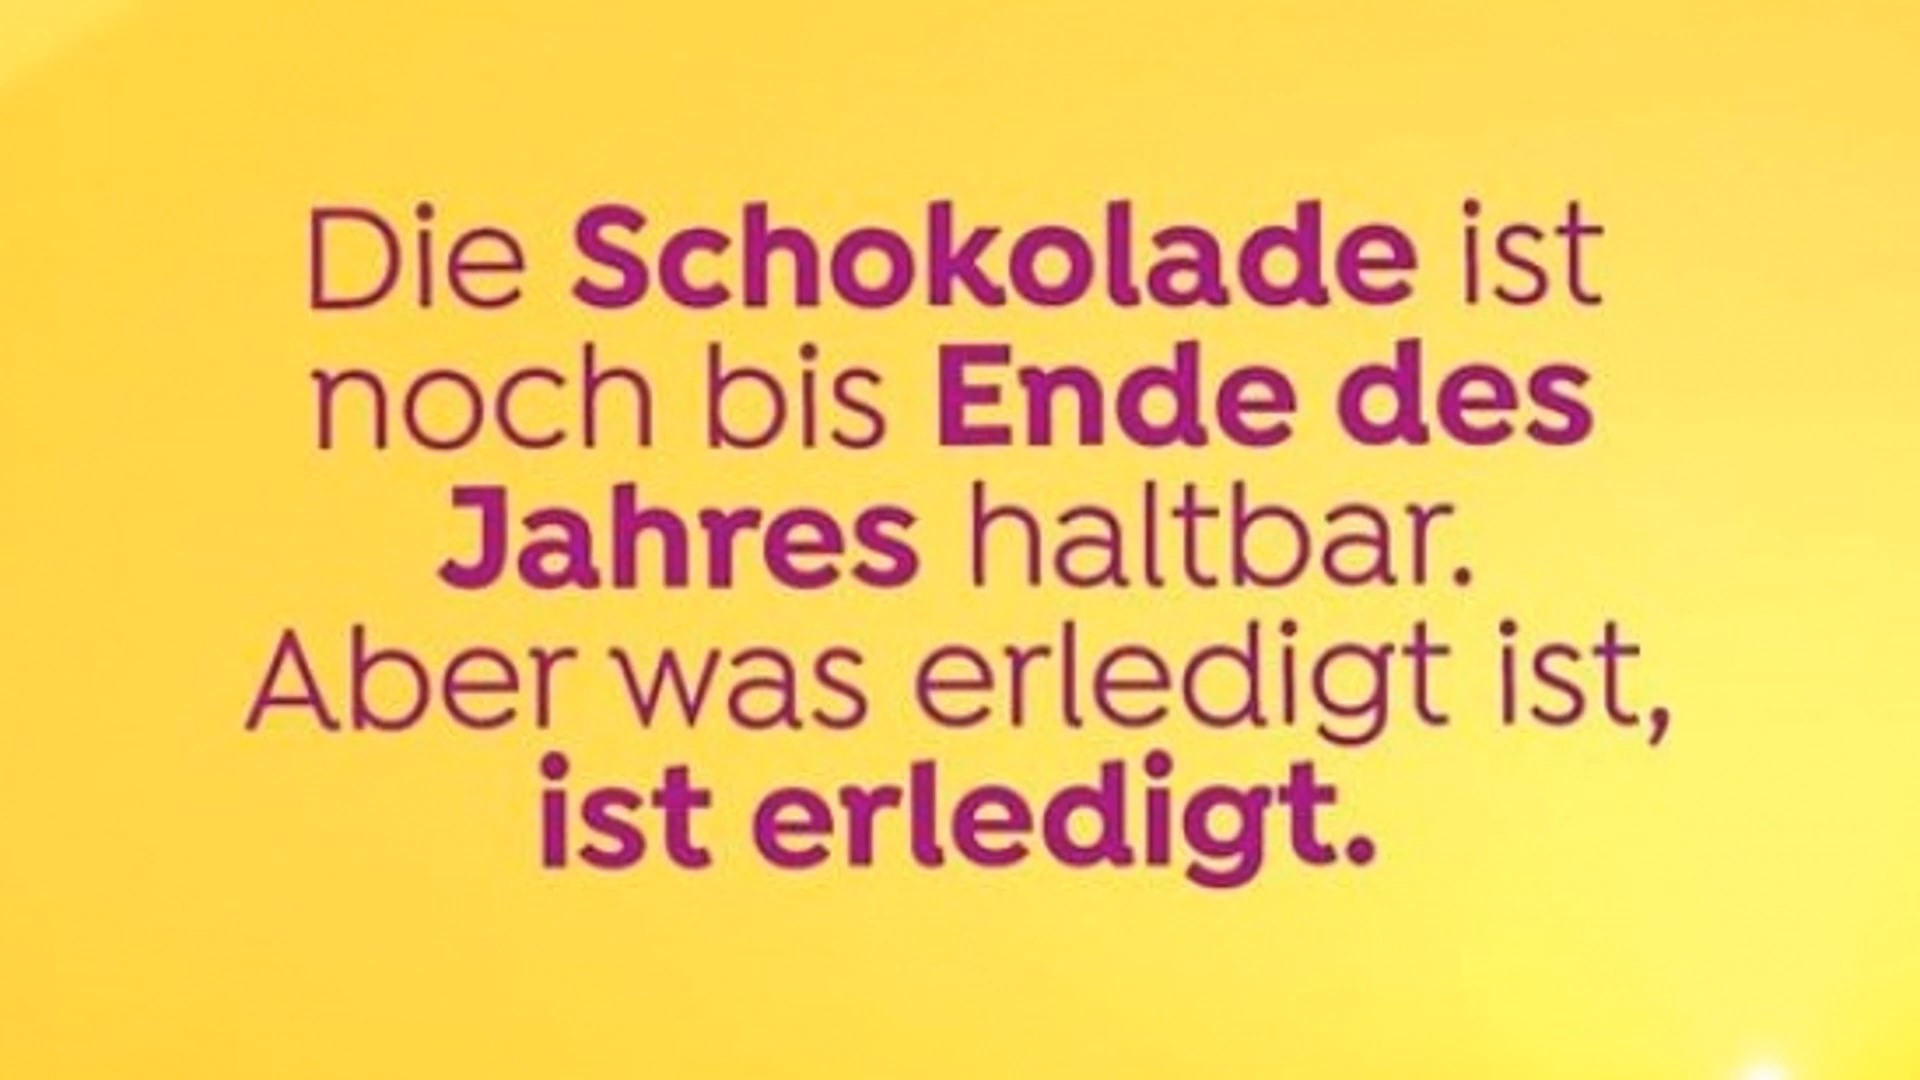 Die Schokolade ist
noch bis Ende des
Jahres haltbar.
Aber was erledigt ist,
ist erledigt.